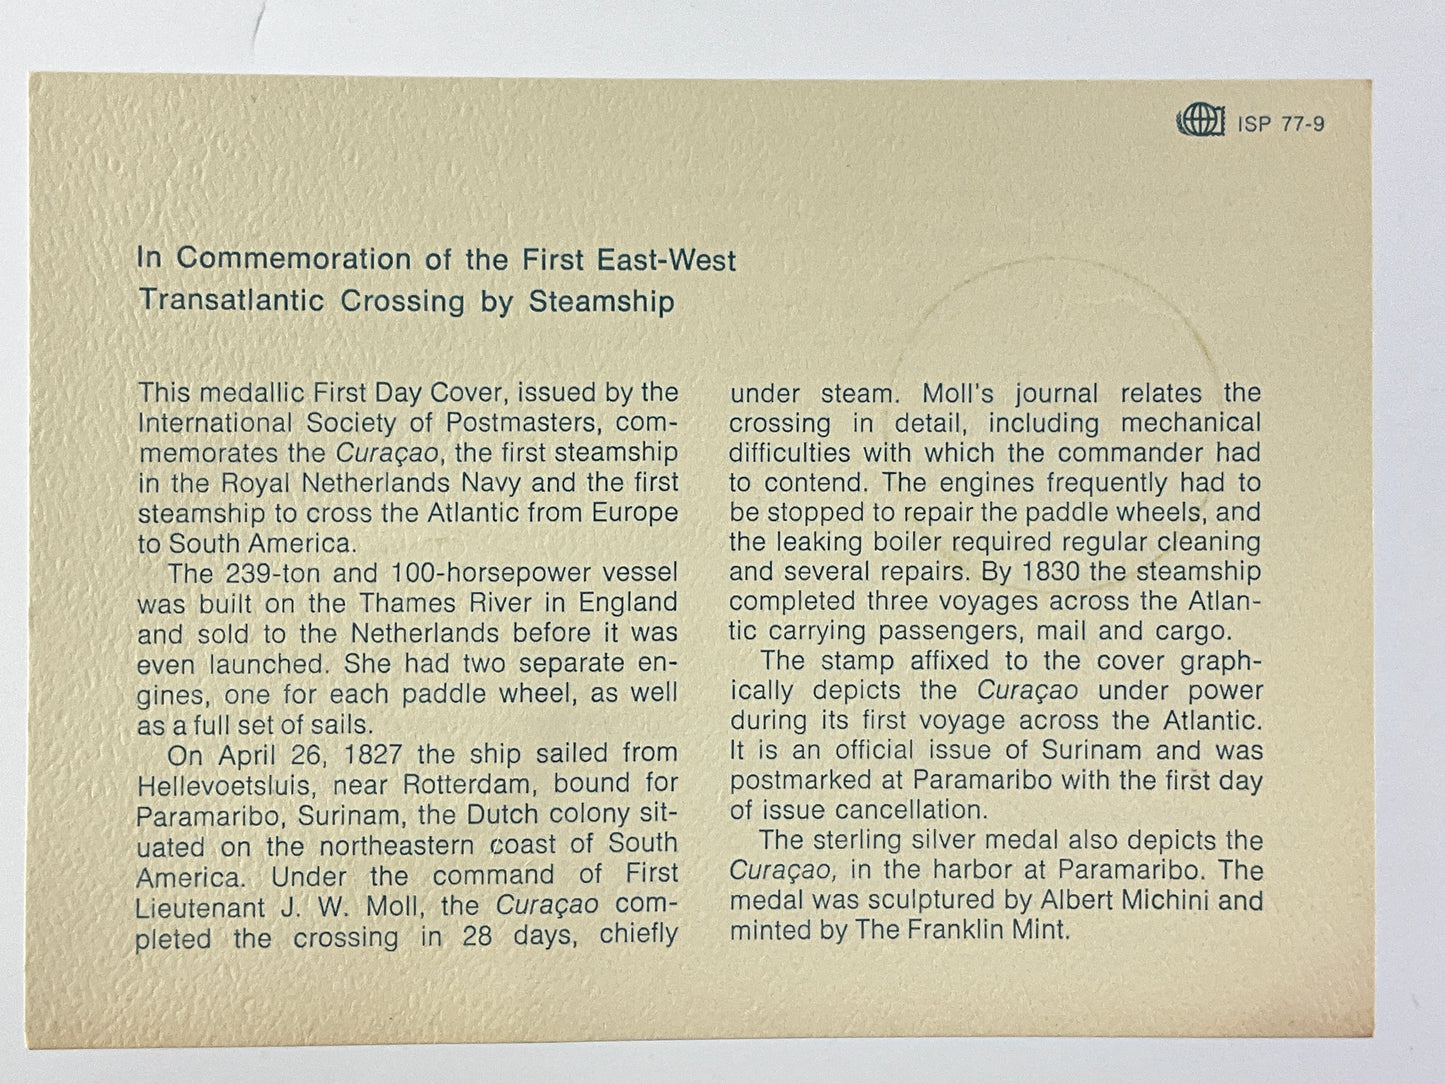 ISP 77-9
In Commemoration of the First East-West
Transatlantic Crossing by Steamship
This medallic First Day Cover, issued by the
International Society of Postmasters, com-
memorates the Curaçao, the first steamship
in the Royal Netherlands Navy and the first
steamship to cross the Atlantic from Europe
to South America.
The 239-ton and 100-horsepower vessel
was built on the Thames River in England
and sold to the Netherlands before it was
even launched. She had two separate en-
gines, one for each paddle wheel, as well
as a full set of sails.
On April 26, 1827 the ship sailed from
Hellevoetsluis, near Rotterdam, bound for
Paramaribo, Surinam, the Dutch colony sit-
uated on the northeastern coast of South
America. Under the command of First
Lieutenant J. W. Moll, the Curaçao com-
pleted the crossing in 28 days, chiefly
under steam. Moll's journal relates the
crossing in detail, including mechanical
difficulties with which the commander had
to contend. The engines frequently had to
be stopped to repair the paddle wheels, and
the leaking boiler required regular cleaning
and several repairs. By 1830 the steamship
completed three voyages across the Atlan-
tic carrying passengers, mail and cargo.
The stamp affixed to the cover graph-
ically depicts the Curaçao under power
during its first voyage across the Atlantic.
It is an official issue of Surinam and was
postmarked at Paramaribo with the first day
of issue cancellation.
The sterling silver medal also depicts the
Curaçao, in the harbor at Paramaribo. The
medal was sculptured by Albert Michini and
minted by The Franklin Mint.